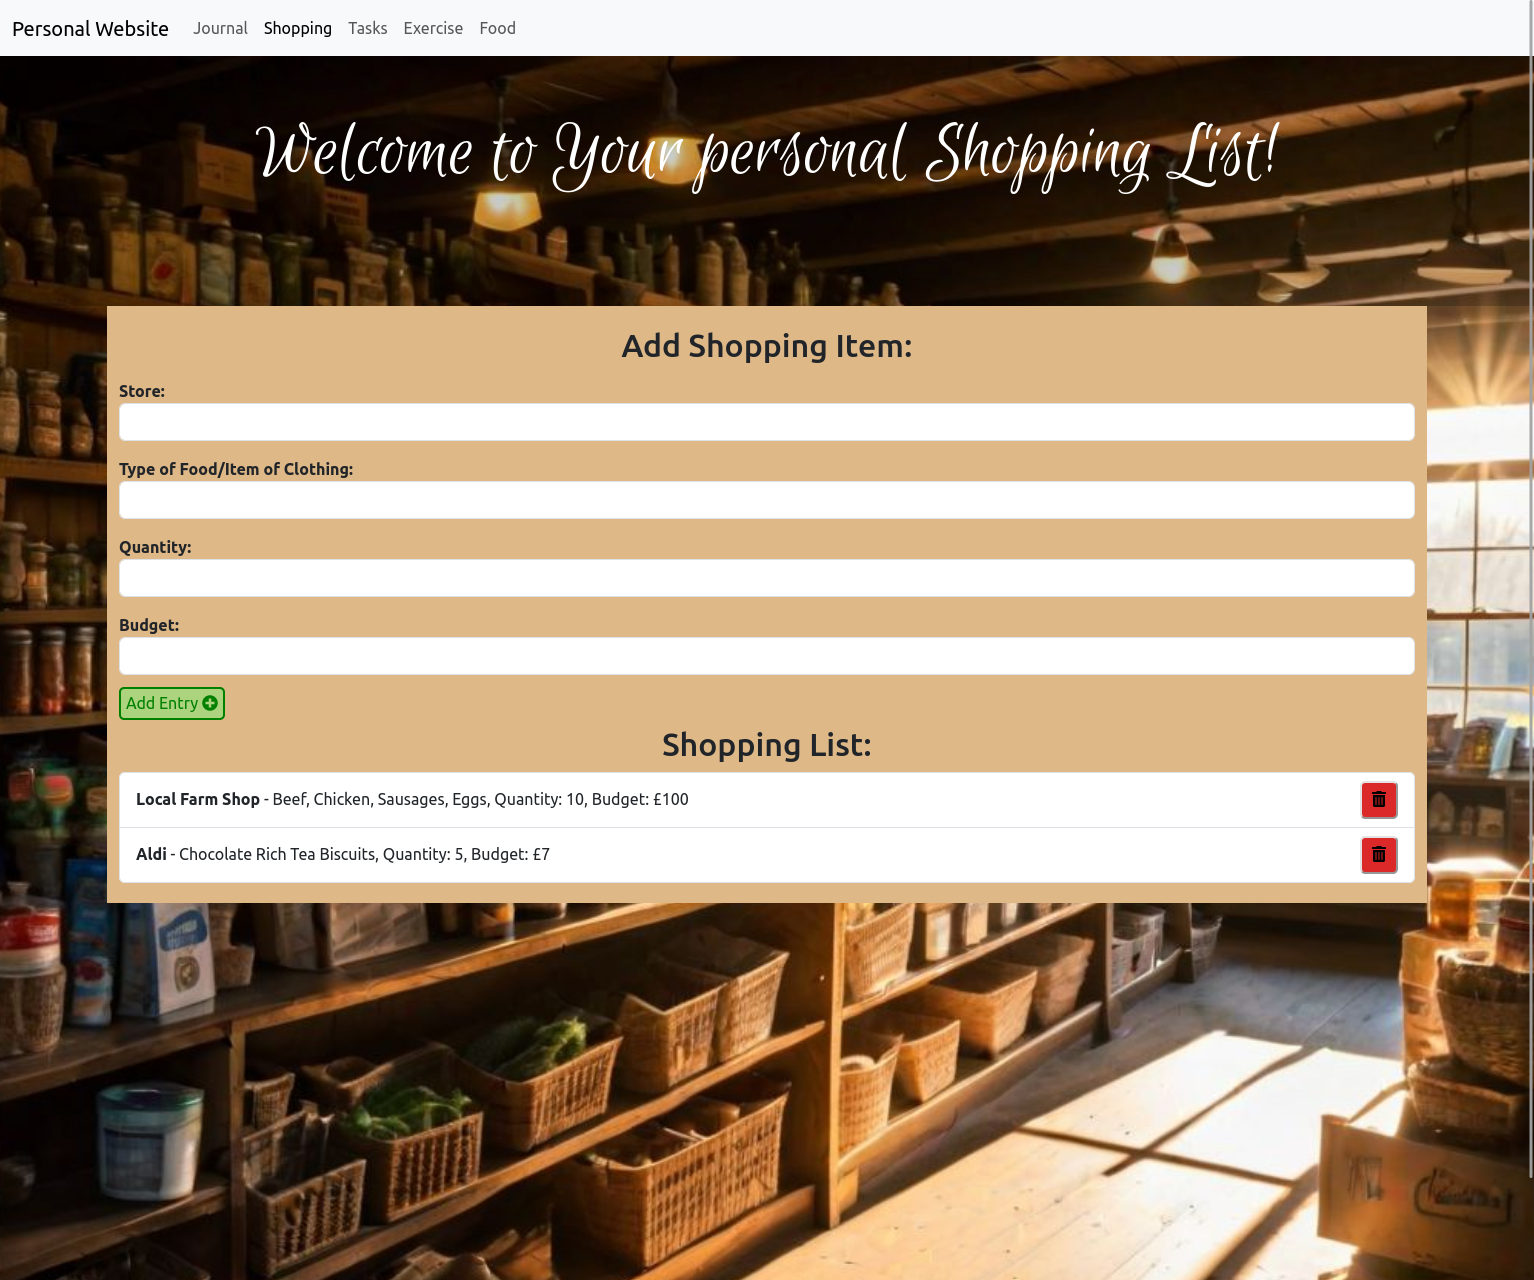 Personal Website Journal Shopping Tasks Exercise Food
Welcome to Your personal Shopping List!
Add Shopping Item:
Store:
Type of Food/Item of Clothing:
Quantity:
Budget:
Add Entry
Shopping List:
Local Farm Shop - Beef, Chicken, Sausages, Eggs, Quantity: 10, Budget: £100
Aldi - Chocolate Rich Tea Biscuits, Quantity: 5, Budget: £7